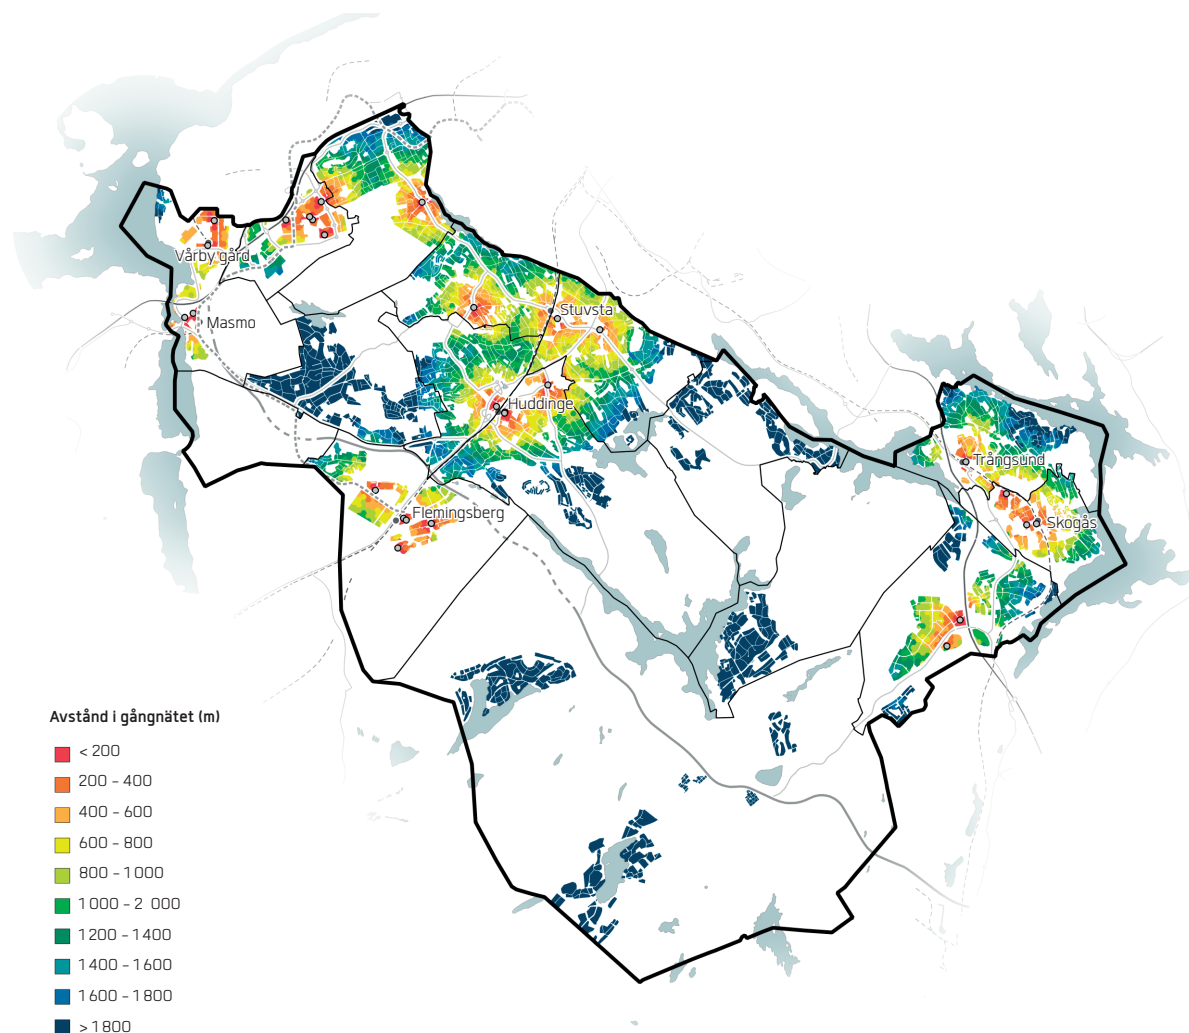 Vårby gård
Masmo
Stuvsta
Huddinge
Trångsund
Skogås
Flemingsberg
Avstånd i gångnätet (m)
< 200
200 – 400
400 – 600
600 – 800
800 – 1000
1000 – 2 000
1200 – 1400
1400 – 1600
1600 – 1800
> 1800